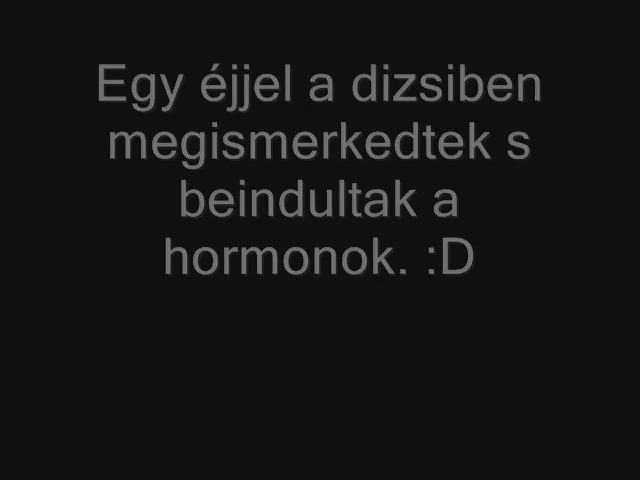 Egy éjjel a dizsiben
megismerkedtek s
beindultak a
hormonok. :D